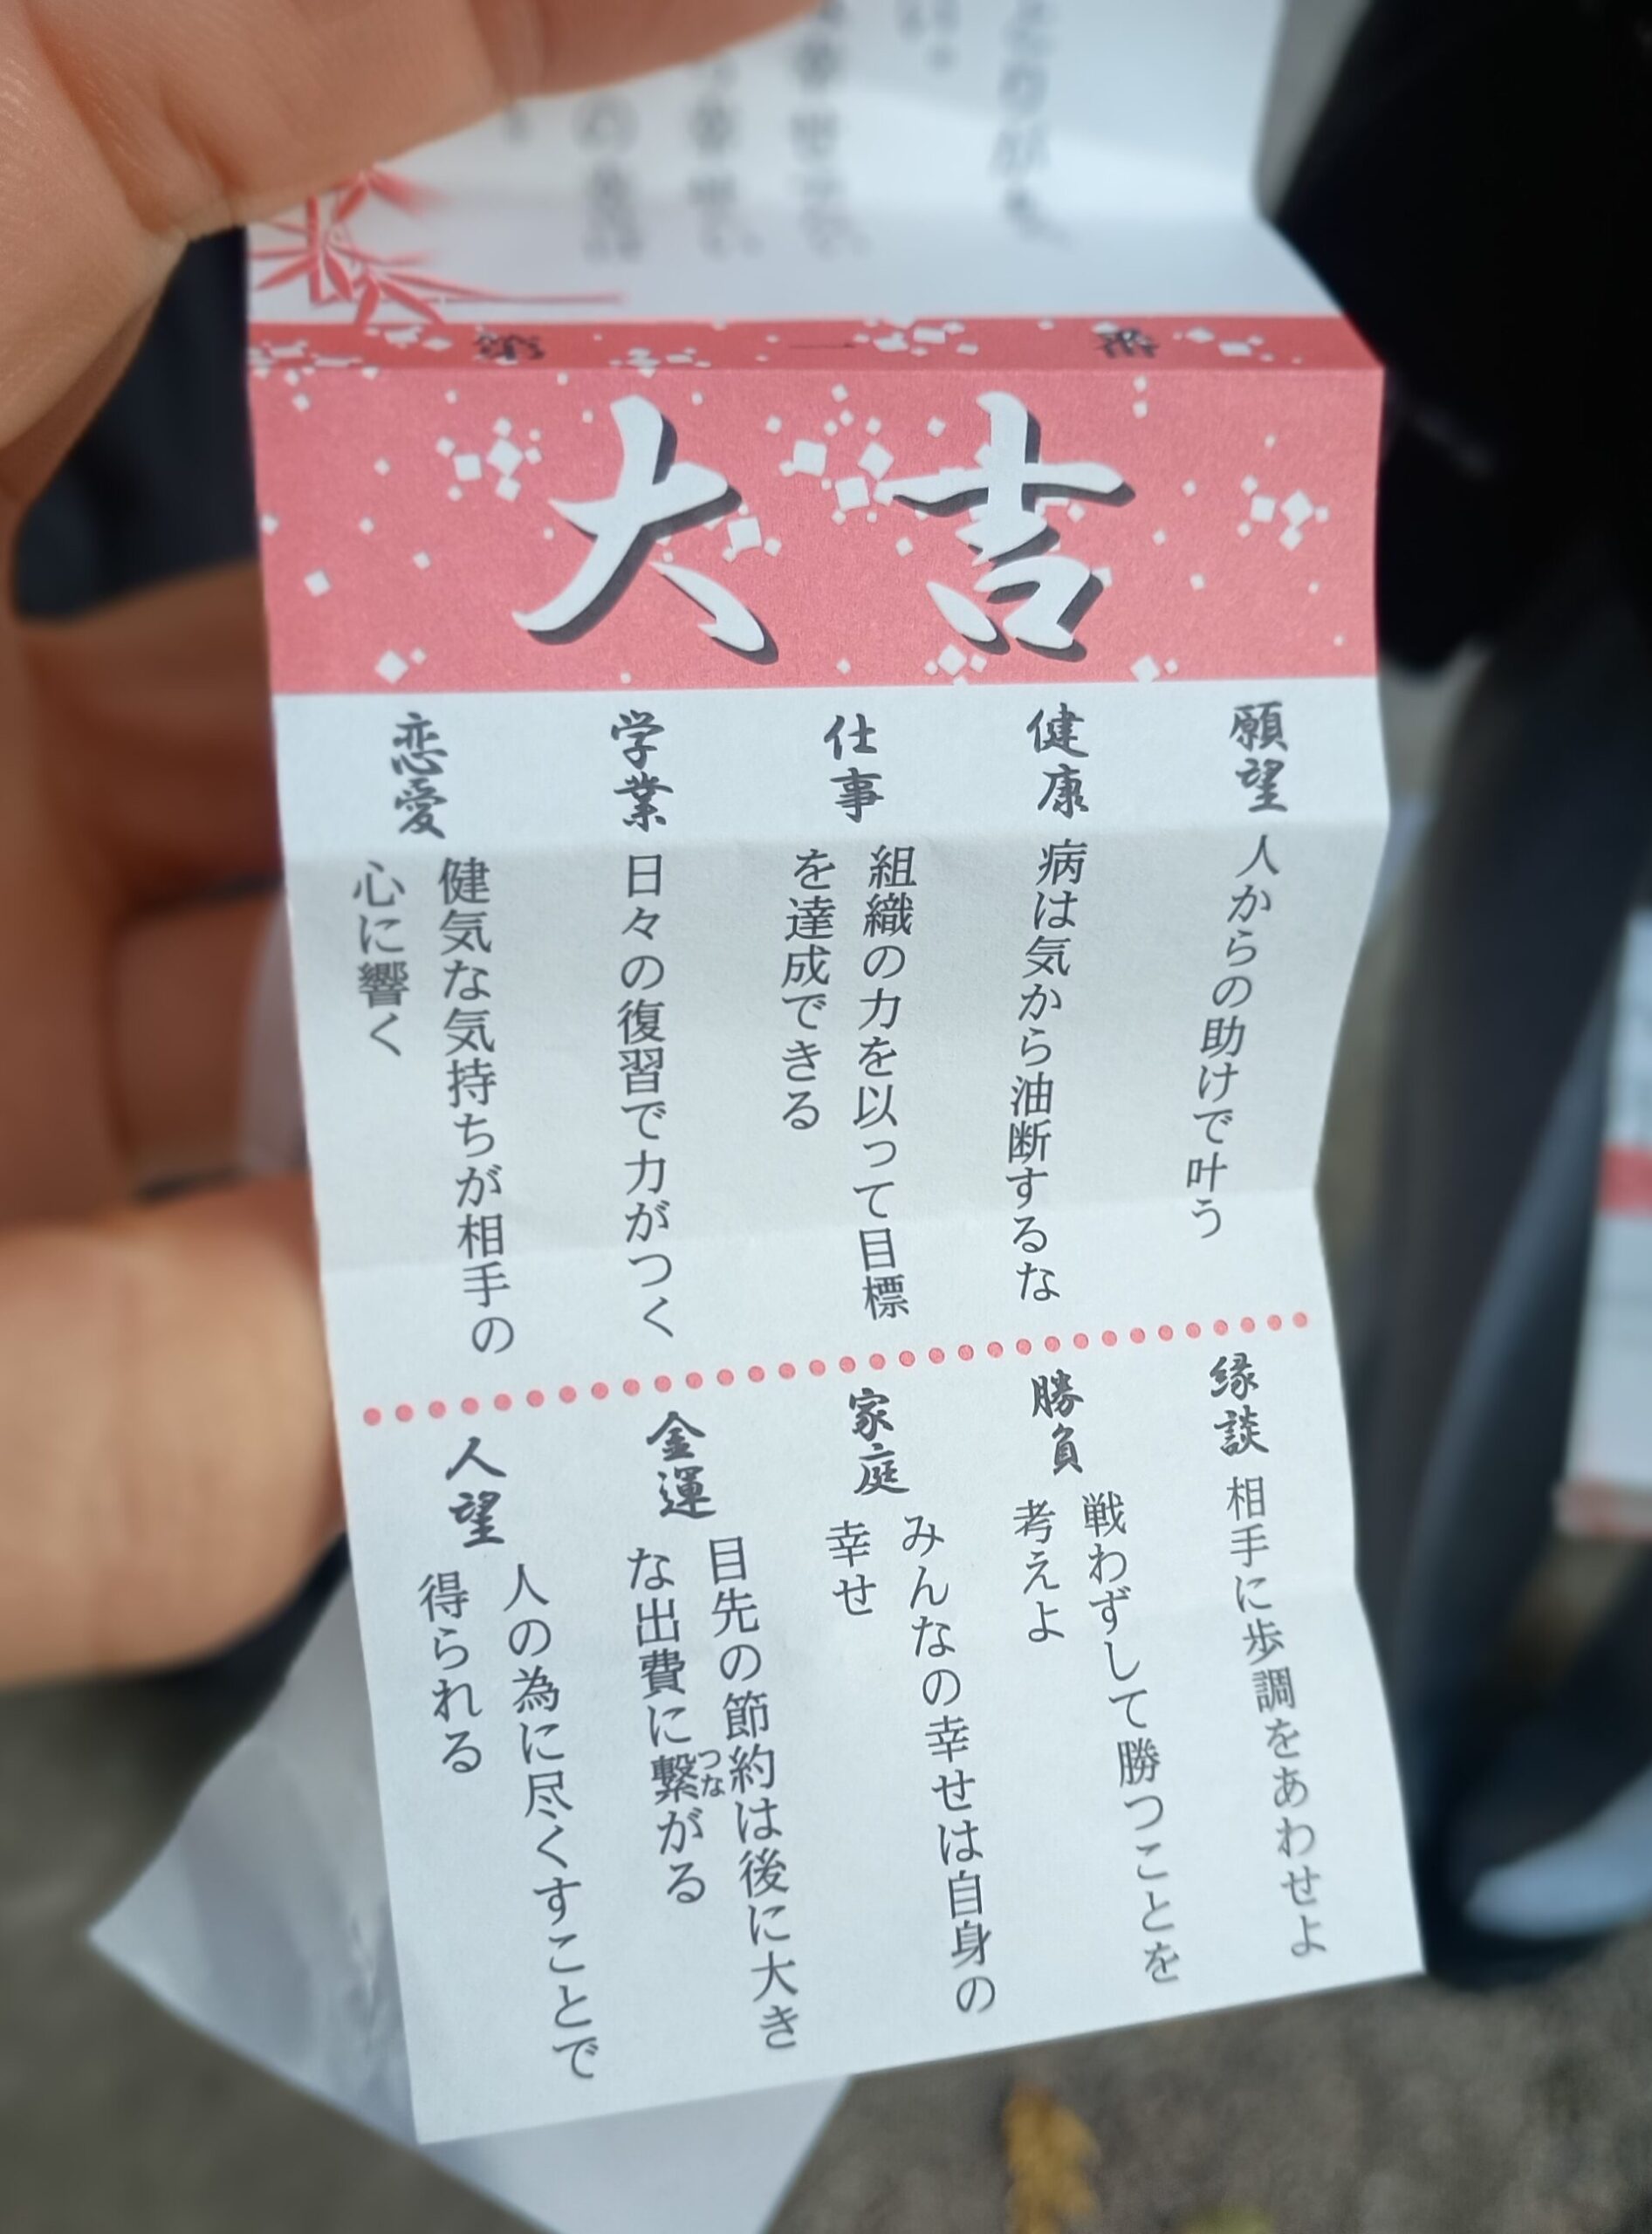 第一番
大吉
願望
人からの助けで叶う
健康
病は気から油断するな
仕事
組織の力を以って目標
を達成できる
学業
日々の復習で力がつく
恋愛
健気な気持ちが相手の
心に響く
縁談
相手に歩調をあわせよ
勝負
戦わずして勝つことを
考えよ
家庭
みんなの幸せは自身の
幸せ
金運
目先の節約は後に大き
な出費に繋がる
つな
人望
人の為に尽くすことで
得られる